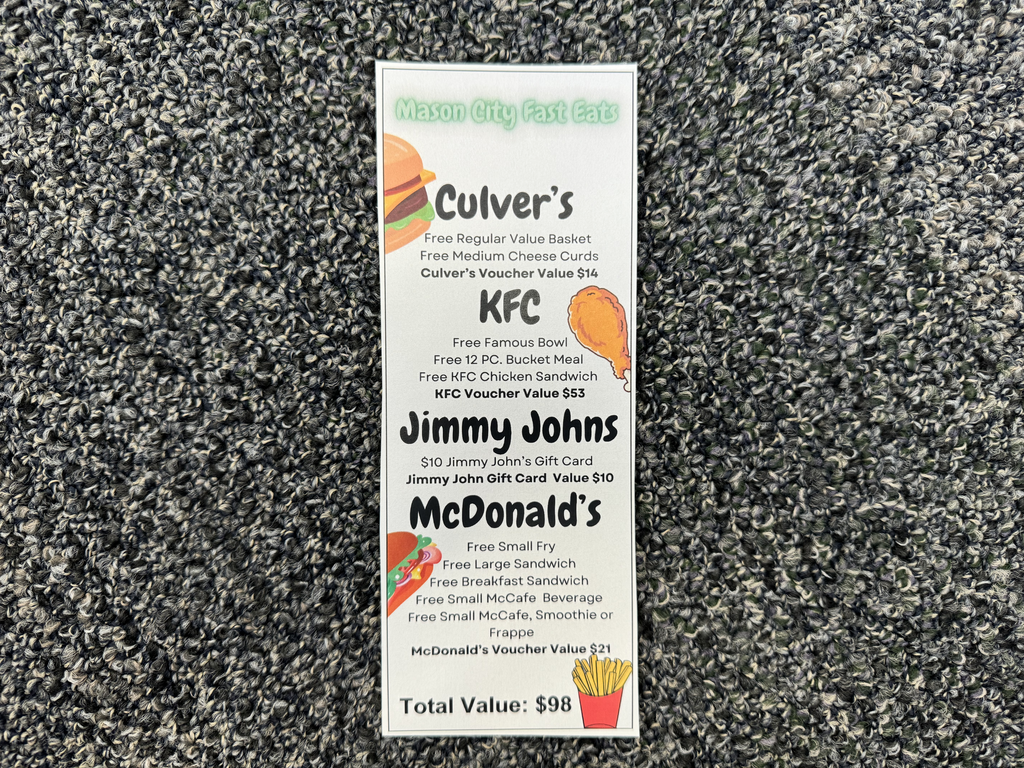 Mason City Fast Eats
Culver's
Free Regular Value Basket
Free Medium Cheese Curds
Culver's Voucher Value $14
KFC
Free Famous Bowl
Free 12 PC. Bucket Meal
Free KFC Chicken Sandwich
KFC Voucher Value $53
Jimmy Johns
$10 Jimmy John's Gift Card
Jimmy John Gift Card Value $10
McDonald's
Free Small Fry
Free Large Sandwich
Free Breakfast Sandwich
Free Small McCafe Beverage
Free Small McCafe, Smoothie or
Frappe
McDonald's Voucher Value $21
Total Value: $98